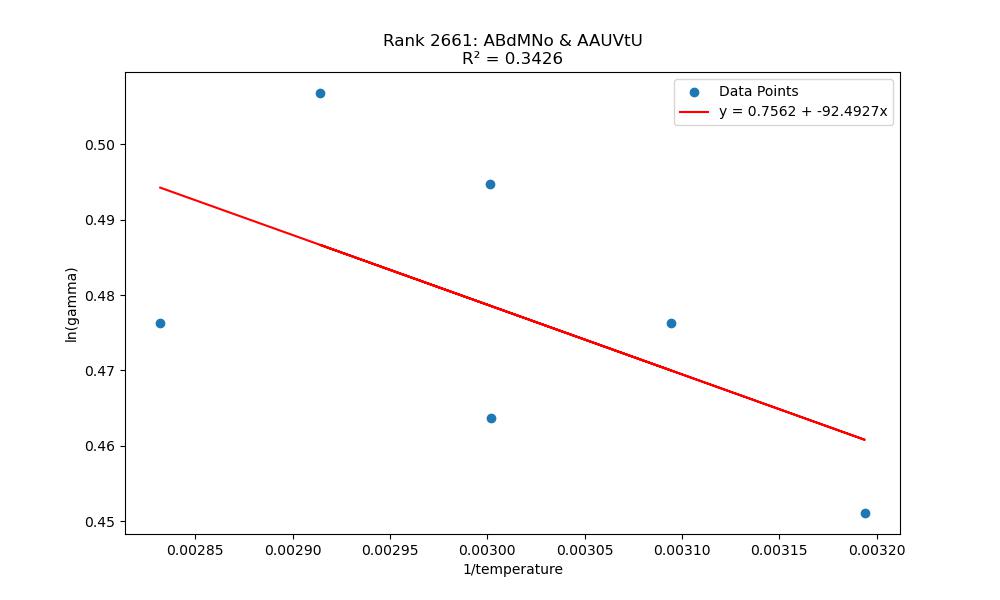 Rank 2661: ABdMNo & AAUVtU
R² = 0.3426
Data Points
y = 0.7562 + -92.4927x
0.50
0.49
0.48
0.47
0.46
0.45
ln(gamma)
0.00285
0.00290
0.00295
0.00300
0.00305
0.00310
0.00315
0.00320
1/temperature